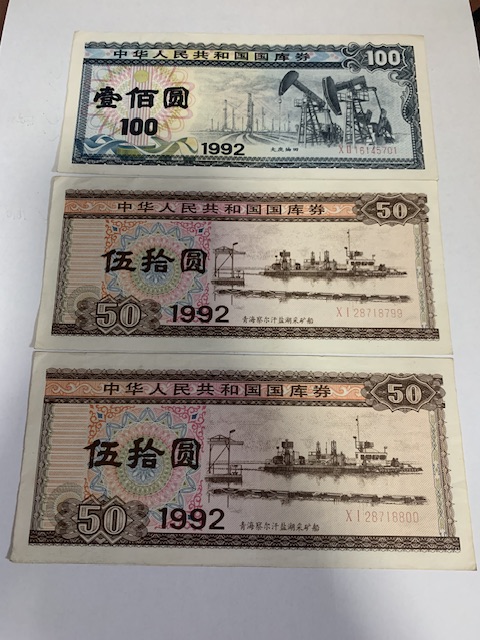 中华人民共和国国库券
100
壹佰圆
100
1992
大庆油田
XII16145701
中华人民共和国国库券
50
伍拾圆
50
1992
青海察尔汗盐湖采矿船
XI28718799
中华人民共和国国库券
50
伍拾圆
50
1992
青海察尔汗盐湖采矿船
XI28718800